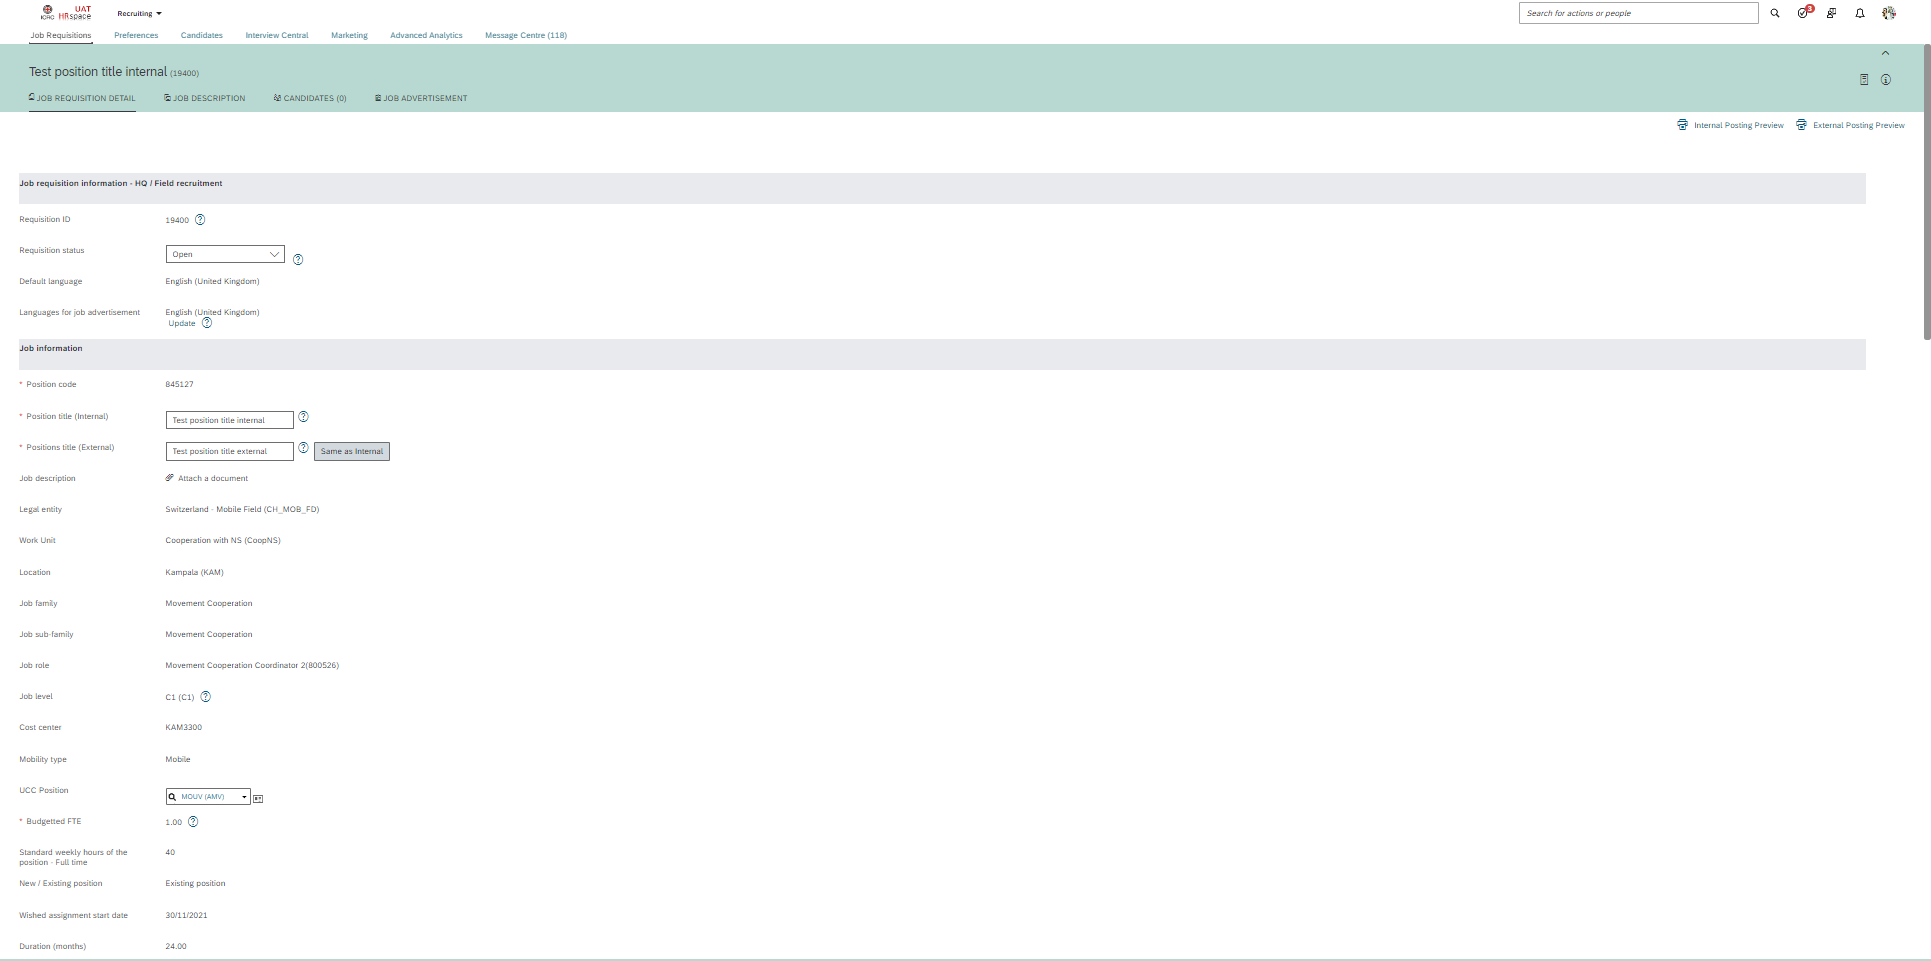 ICRC
UAT
HRspace
Recruiting
Search for actions or people
3
Job Requisitions
Preferences
Candidates
Interview Central
Marketing
Advanced Analytics
Message Centre (118)
Test position title internal (19400)
JOB REQUISITION DETAIL
JOB DESCRIPTION
CANDIDATES (0)
JOB ADVERTISEMENT
Internal Posting Preview
External Posting Preview
Job requisition information - HQ / Field recruitment
Requisition ID
19400
Requisition status
Open
Default language
English (United Kingdom)
Languages for job advertisement
English (United Kingdom)
Update
Job information
* Position code
845127
* Position title (Internal)
Test position title internal
* Positions title (External)
Test position title external
Same as Internal
Job description
Attach a document
Legal entity
Switzerland - Mobile Field (CH_MOB_FD)
Work Unit
Cooperation with NS (CoopNS)
Location
Kampala (KAM)
Job family
Movement Cooperation
Job sub-family
Movement Cooperation
Job role
Movement Cooperation Coordinator 2(800526)
Job level
C1 (C1)
Cost center
KAM3300
Mobility type
Mobile
UCC Position
MOUV (AMV)
* Budgetted FTE
1.00
Standard weekly hours of the
position - Full time
40
New / Existing position
Existing position
Wished assignment start date
30/11/2021
Duration (months)
24.00